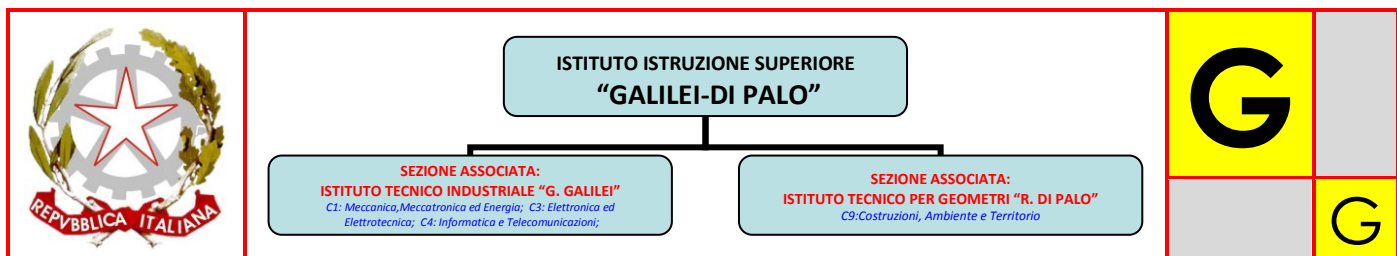 REPVBBLICA ITALIANA
ISTITUTO ISTRUZIONE SUPERIORE
“GALILEI-DI PALO”
SEZIONE ASSOCIATA:
ISTITUTO TECNICO INDUSTRIALE “G. GALILEI”
C1: Meccanica,Meccatronica ed Energia; C3: Elettronica ed
Elettrotecnica; C4: Informatica e Telecomunicazioni;
SEZIONE ASSOCIATA:
ISTITUTO TECNICO PER GEOMETRI “R. DI PALO”
C9:Costruzioni, Ambiente e Territorio
G
G